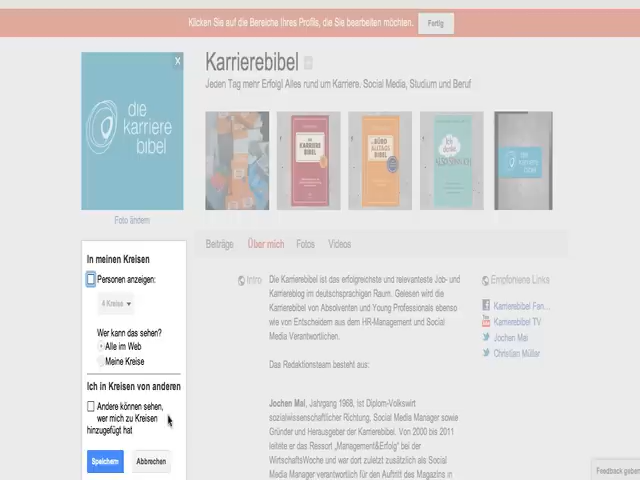 Klicken Sie auf die Bereiche Ihres Profils, die Sie bearbeiten möchten. Fertig
Karrierebibel
Jeden Tag mehr Erfolg! Alles rund um Karriere, Social Media, Studium und Beruf
die
karriere
bibel
Foto ändern
Beiträge Über mich Fotos Videos
In meinen Kreisen
Personen anzeigen:
4 Kreise
Wer kann das sehen?
Alle im Web
Meine Kreise
Ich in Kreisen von anderen
Andere können sehen,
wer mich zu Kreisen
hinzugefügt hat
Speichern Abbrechen
Intro
Die Karrierebibel ist das erfolgreichste und relevanteste Job- und
Karriereblog im deutschsprachigen Raum. Gelesen wird die
Karrierebibel von Absolventen und Young Professionals ebenso
wie von Entscheidern aus dem HR-Management und Social
Media Verantwortlichen.
Das Redaktionsteam besteht aus:
Jochen Mai, Jahrgang 1968, ist Diplom-Volkswirt
sozialwissenschaftlicher Richtung, Social Media Manager sowie
Gründer und Herausgeber der Karrierebibel. Von 2000 bis 2011
leitete er das Ressort „Management&Erfolg“ bei der
WirtschaftsWoche und war dort zuletzt zusätzlich als Social
Media Manager verantwortlich für den Auftritt des Magazins in
Empfohlene Links
Karrierebibel Fan...
Karrierebibel TV
Jochen Mai
Christian Müller
Feedback geben